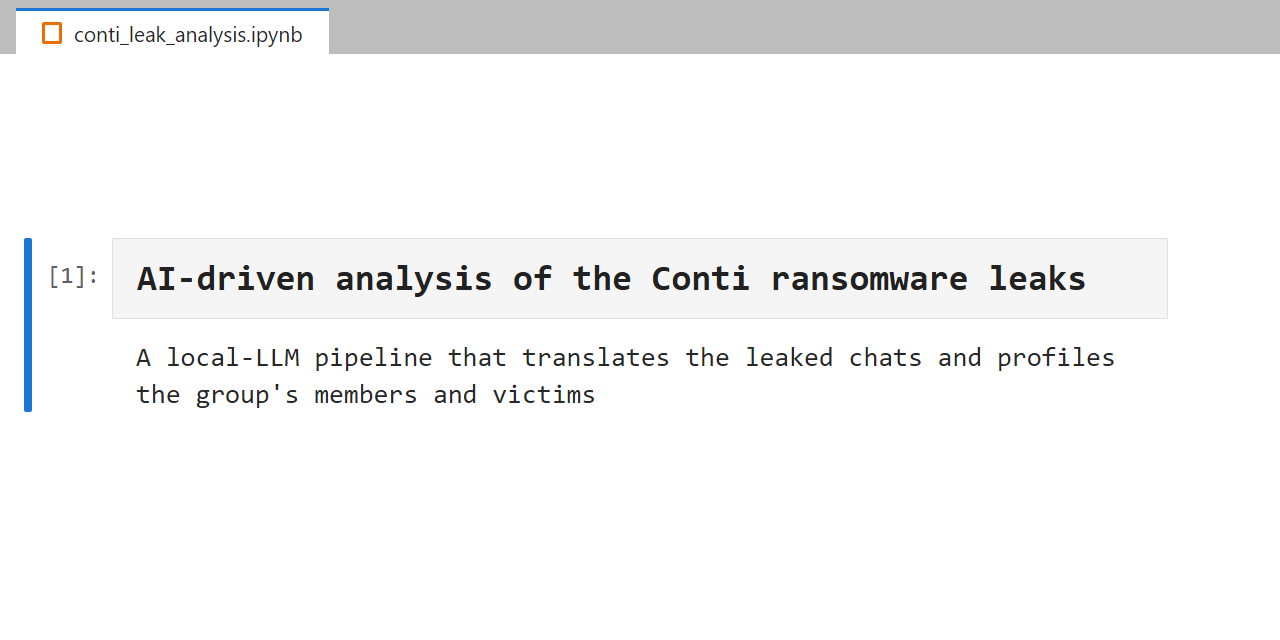 conti_leak_analysis.ipynb
[1]: AI-driven analysis of the Conti ransomware leaks
A local-LLM pipeline that translates the leaked chats and profiles
the group's members and victims